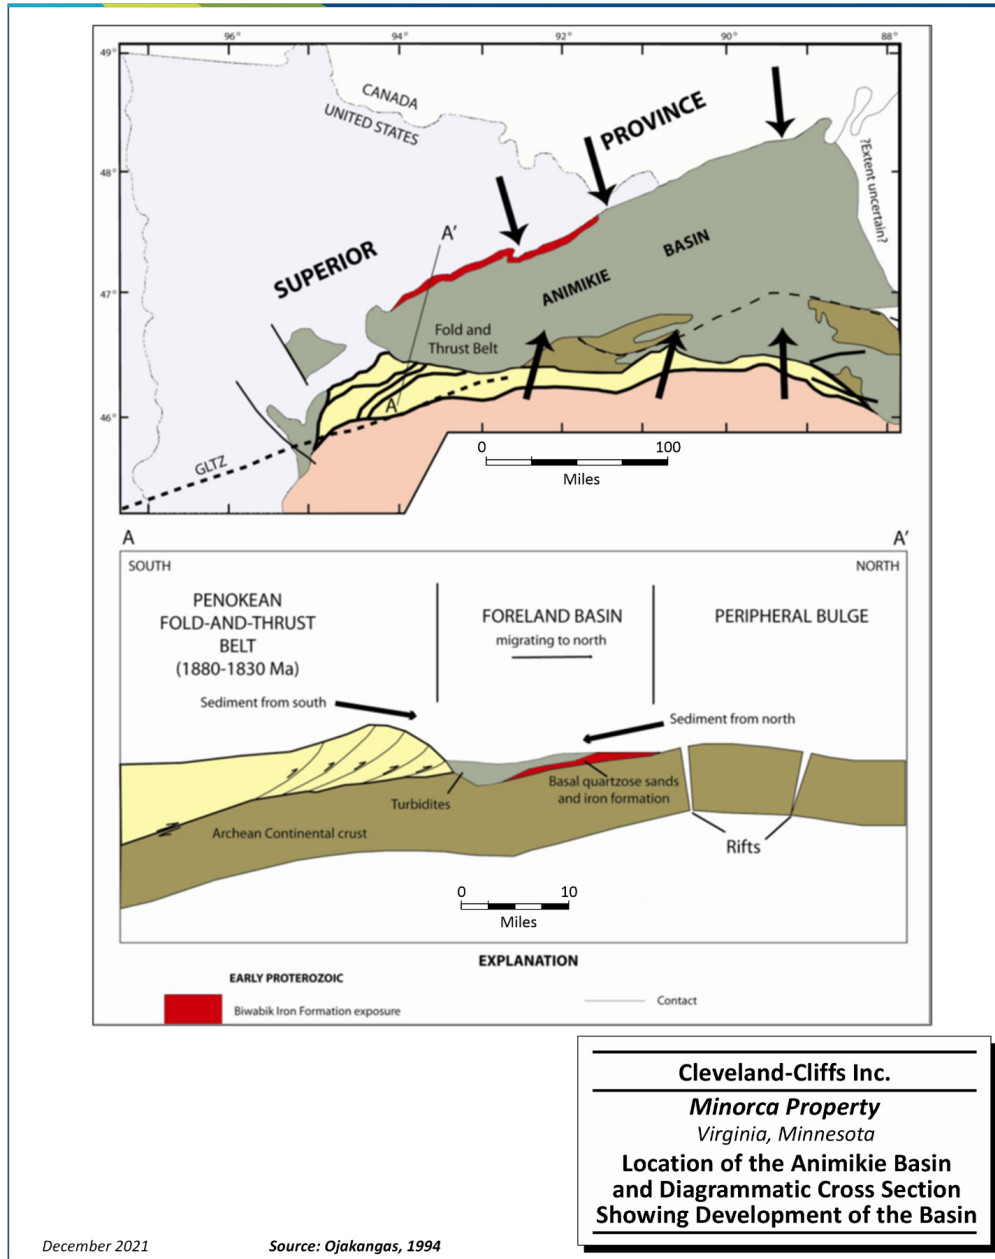 96°
94°
92°
90°
88°
49°
48°
47°
46°
CANADA
UNITED STATES
PROVINCE
SUPERIOR
?Extent uncertain?
A'
BASIN
ANIMIKIE
Fold and
Thrust Belt
A
GLTZ
0 100
Miles
A A'
SOUTH NORTH
PENOKEAN
FOLD-AND-THRUST
BELT
(1880-1830 Ma)
FORELAND BASIN
migrating to north
PERIPHERAL BULGE
Sediment from south
Sediment from north
Turbidites
Basal quartzose sands
and iron formation
Archean Continental crust
Rifts
0 10
Miles
EXPLANATION
EARLY PROTEROZOIC
Biwabik Iron Formation exposure
Contact
Cleveland-Cliffs Inc.
Minorca Property
Virginia, Minnesota
Location of the Animikie Basin
and Diagrammatic Cross Section
Showing Development of the Basin
December 2021
Source: Ojakangas, 1994